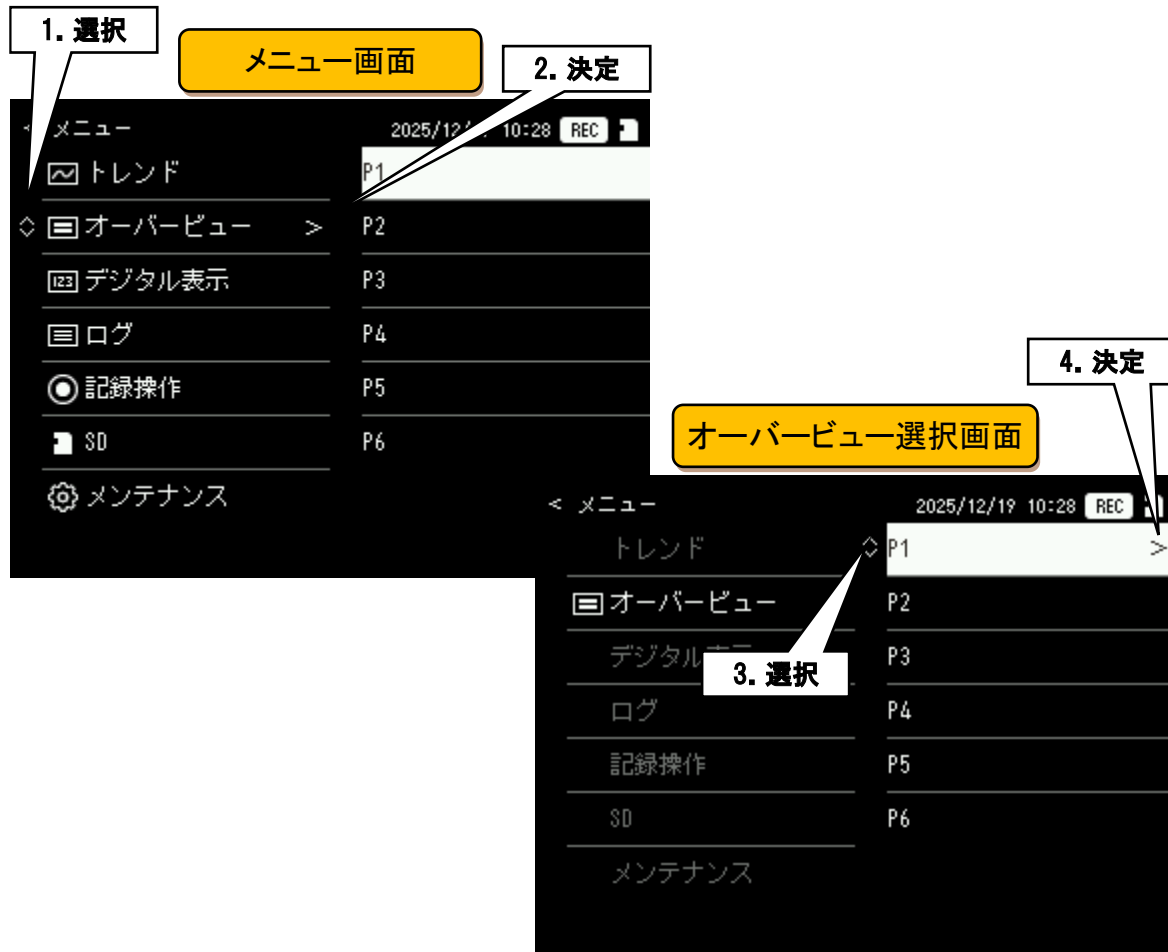 1. 選択
メニュー画面
2. 決定
< メニュー
2025/12/ 10:28 REC
トレンド
P1
オーバービュー >
P2
123 デジタル表示
P3
ログ
P4
記録操作
P5
SD
P6
メンテナンス
4. 決定
オーバービュー選択画面
< メニュー
2025/12/19 10:28 REC
トレンド
P1 >
オーバービュー
P2
デジタル
P3
3. 選択
ログ
P4
記録操作
P5
SD
P6
メンテナンス